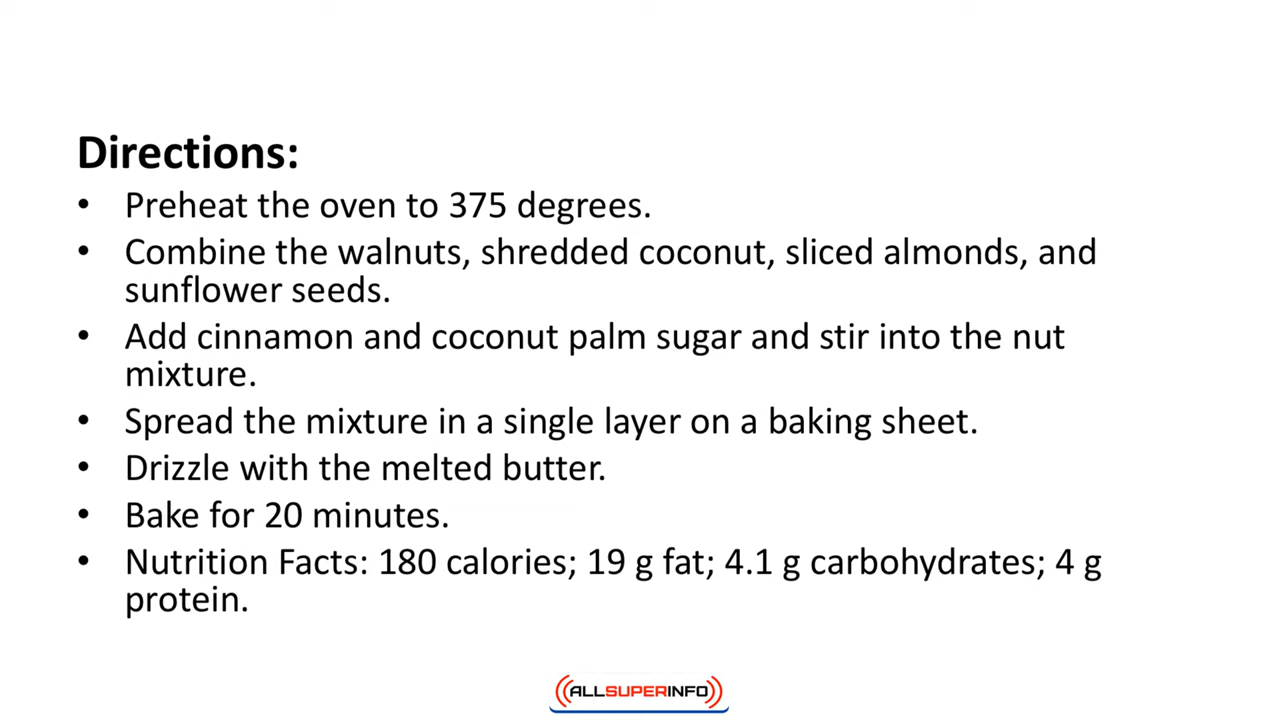 Directions:
• Preheat the oven to 375 degrees.
• Combine the walnuts, shredded coconut, sliced almonds, and
sunflower seeds.
• Add cinnamon and coconut palm sugar and stir into the nut
mixture.
• Spread the mixture in a single layer on a baking sheet.
• Drizzle with the melted butter.
• Bake for 20 minutes.
• Nutrition Facts: 180 calories; 19 g fat; 4.1 g carbohydrates; 4 g
protein.
ALLSUPERINFO